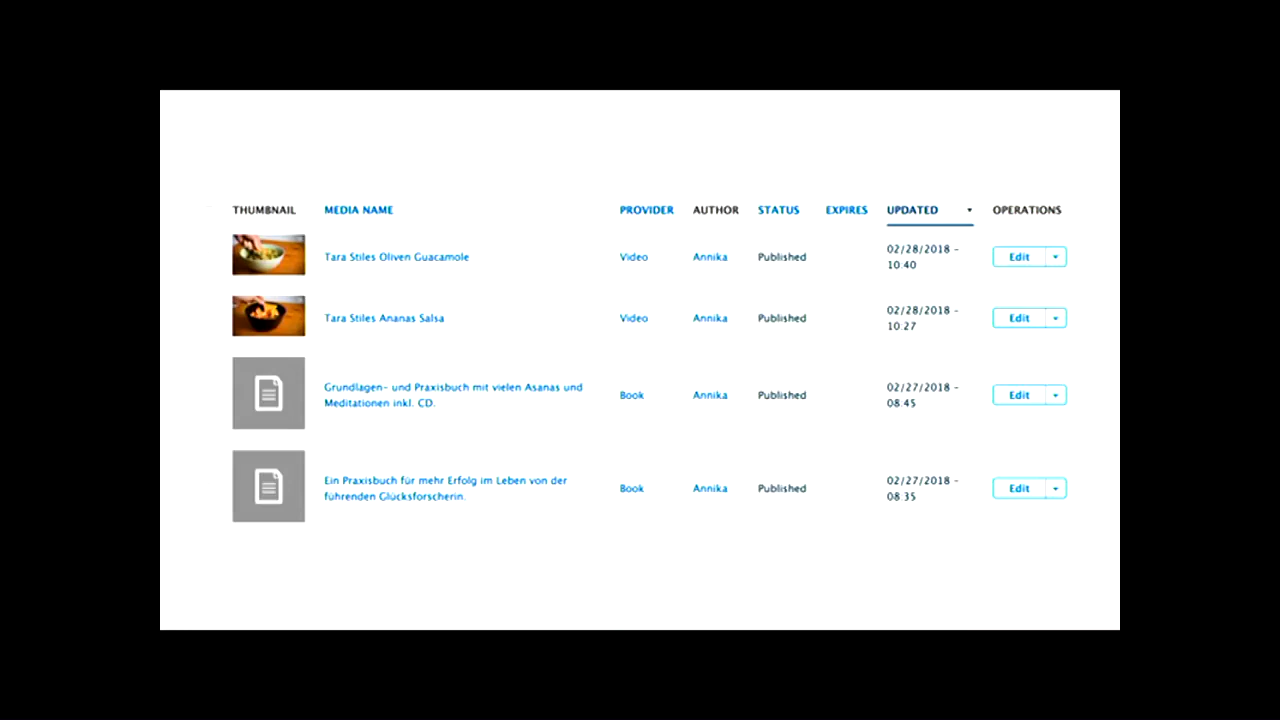 THUMBNAIL MEDIA NAME PROVIDER AUTHOR STATUS EXPIRES UPDATED OPERATIONS
02/28/2018 -
Tara Stiles Oliven Guacamole Video Annika Published Edit
10:40
02/28/2018 -
Tara Stiles Ananas Salsa Video Annika Published Edit
10:27
Grundlagen- und Praxisbuch mit vielen Asanas und 02/27/2018 -
Book Annika Published Edit
Meditationen inkl. CD. 08:45
Ein Praxisbuch für mehr Erfolg im Leben von der 02/27/2018 -
Book Annika Published Edit
führenden Glücksforscherin. 08:35